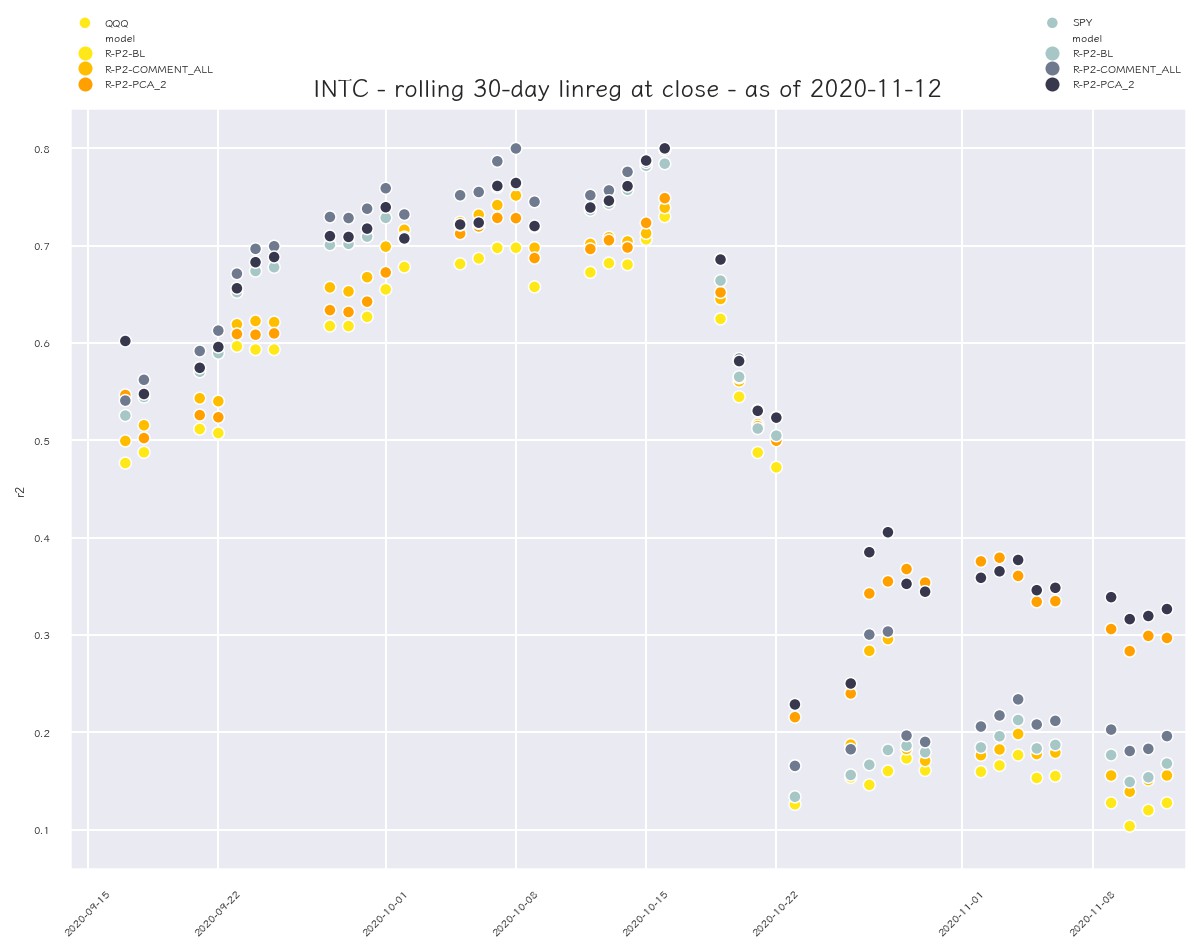 QQQ
model
R-P2-BL
R-P2-COMMENT_ALL
R-P2-PCA_2
SPY
model
R-P2-BL
R-P2-COMMENT_ALL
R-P2-PCA_2
INTC - rolling 30-day linreg at close - as of 2020-11-12
0.8
0.7
0.6
0.5
r2
0.4
0.3
0.2
0.1
2020-09-15
2020-09-22
2020-10-01
2020-10-08
2020-10-15
2020-10-22
2020-11-01
2020-11-08